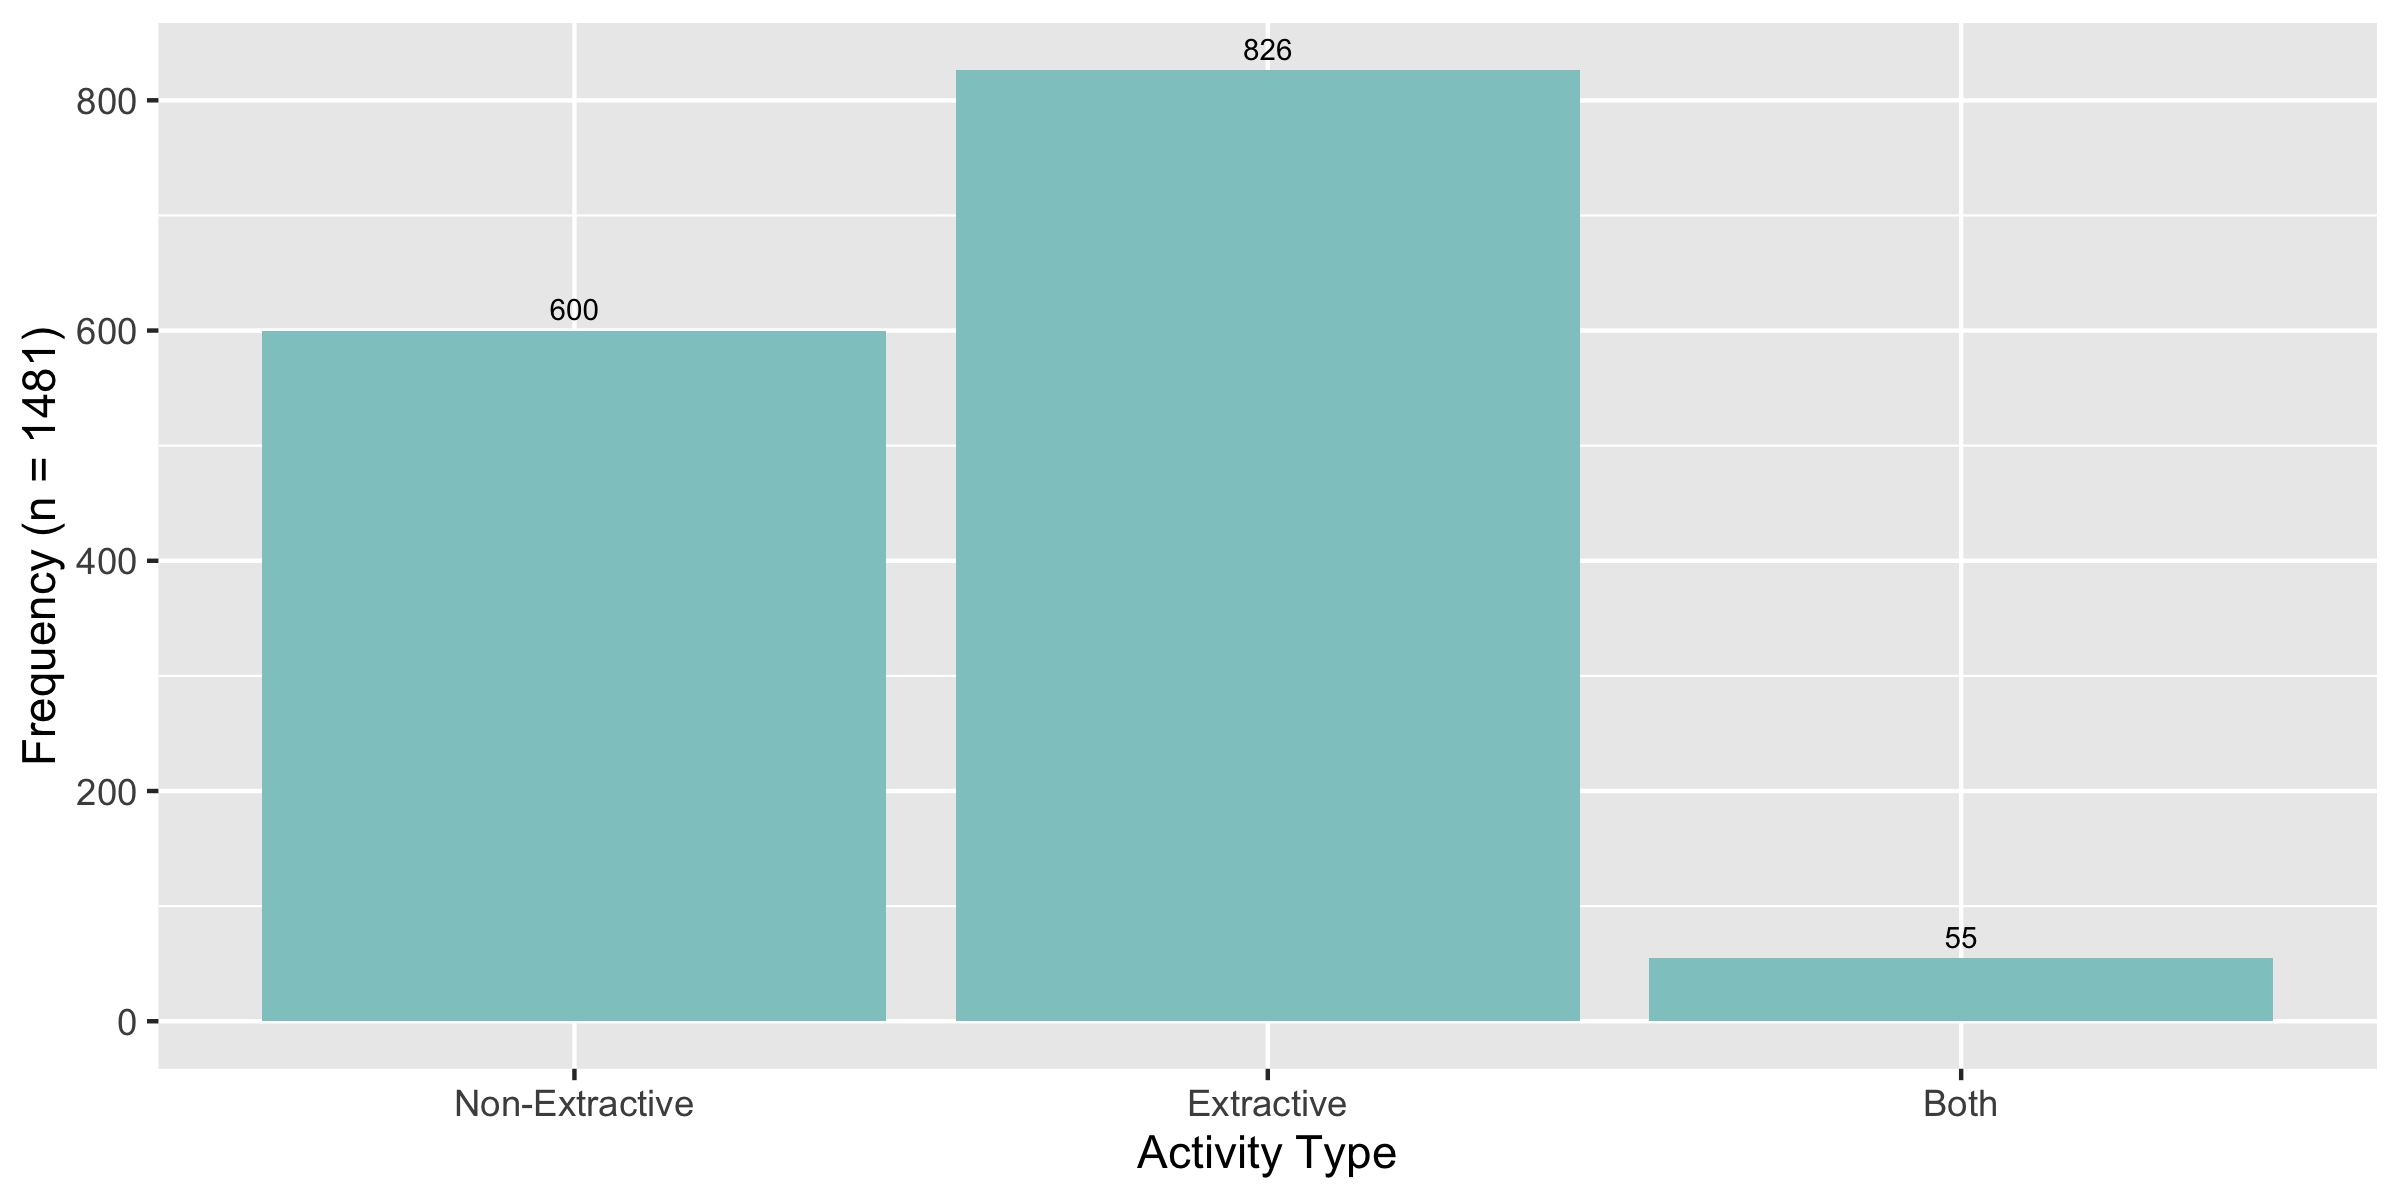 Frequency (n = 1481)
800
600
400
200
0
600
826
55
Non-Extractive
Extractive
Both
Activity Type